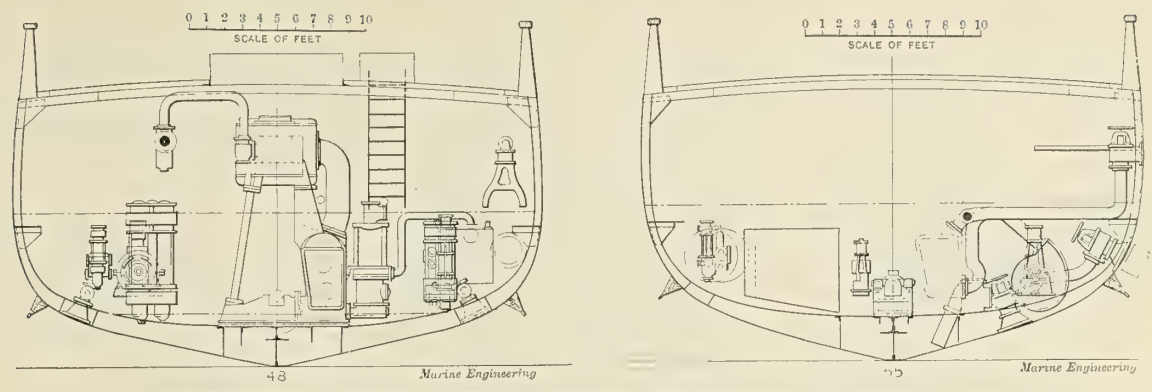 0 1 2 3 4 5 6 7 8 9 10
SCALE OF FEET
48
Marine Engineering
0 1 2 3 4 5 6 7 8 9 10
SCALE OF FEET
55
Marine Engineering